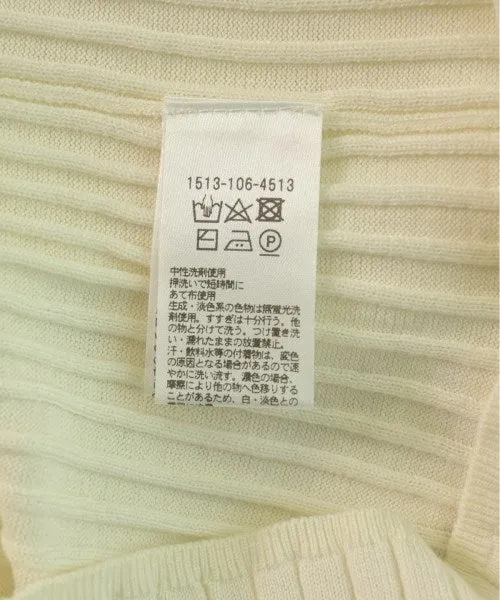 1513-106-4513
P
中性洗剤使用
押洗いで短時間に
あて布使用
生成・淡色系の色物は無蛍光洗
剤使用。すすぎは十分行う。他
の物と分けて洗う。つけ置き洗
い・濡れたままの放置禁止。
汗・飲料水等の付着物は、変色
の原因となる場合があるので速
やかに洗い流す。濃色の場合、
摩擦により他の物へ色移りする
ことがあるため、白・淡色との